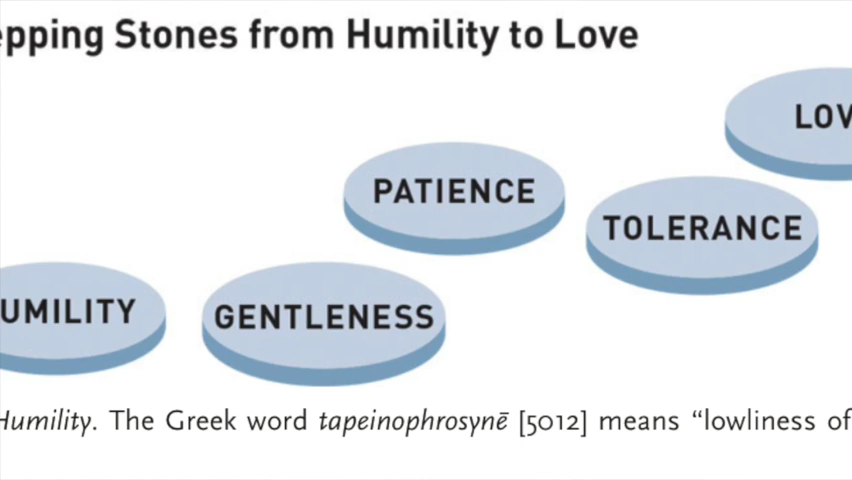 epping Stones from Humility to Love
LOV
PATIENCE
TOLERANCE
UMILITY
GENTLENESS
Humility. The Greek word tapeinophrosynē [5012] means “lowliness of